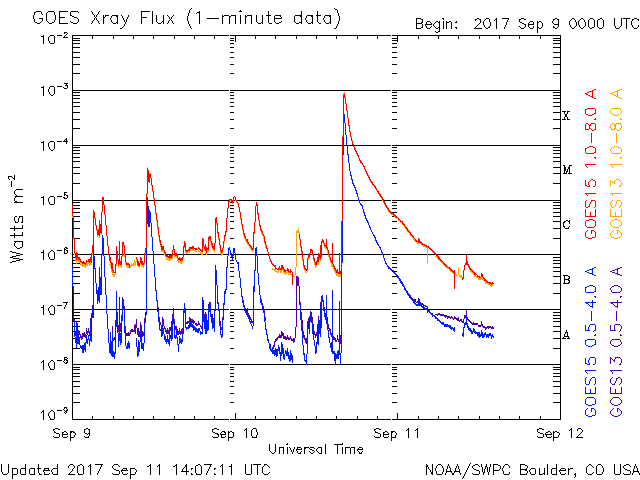 GOES Xray Flux (1-minute data)
Begin: 2017 Sep 9 0000 UTC
10⁻²
10⁻³
10⁻⁴
10⁻⁵
10⁻⁶
10⁻⁷
10⁻⁸
10⁻⁹
Watts m⁻²
X
M
C
B
A
GOES15 1.0-8.0 A
GOES13 1.0-8.0 A
GOES15 0.5-4.0 A
GOES13 0.5-4.0 A
Sep 9
Sep 10
Sep 11
Sep 12
Universal Time
Updated 2017 Sep 11 14:07:11 UTC
NOAA/SWPC Boulder, CO USA